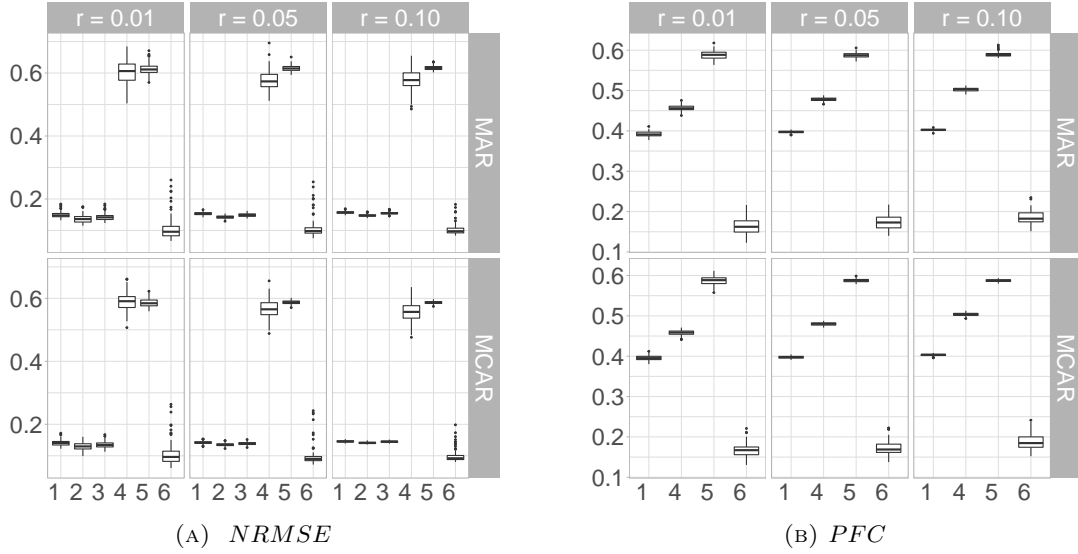 r = 0.01 r = 0.05 r = 0.10
0.6
0.4
0.2
MAR
0.6
0.4
0.2
MCAR
1 2 3 4 5 6 1 2 3 4 5 6 1 2 3 4 5 6
(A) NRMSE
r = 0.01 r = 0.05 r = 0.10
0.6
0.5
0.4
0.3
0.2
0.1
MAR
0.6
0.5
0.4
0.3
0.2
0.1
MCAR
1 4 5 6 1 4 5 6 1 4 5 6
(B) PFC